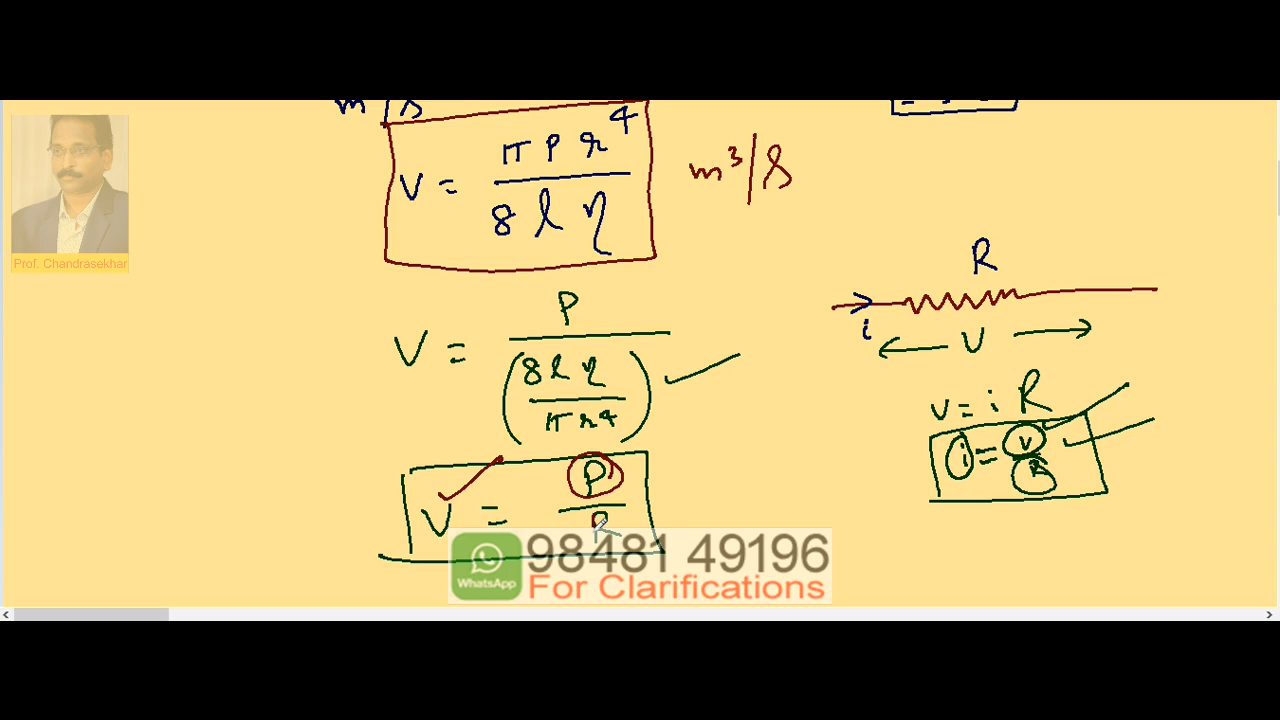 m/s
V = πPr⁴ / 8lη m³/s
R
i
V
V = P / (8lη / πr⁴)
v = iR
i = v/R
V = P/R
Prof. Chandrasekhar
WhatsApp
98481 49196
For Clarifications